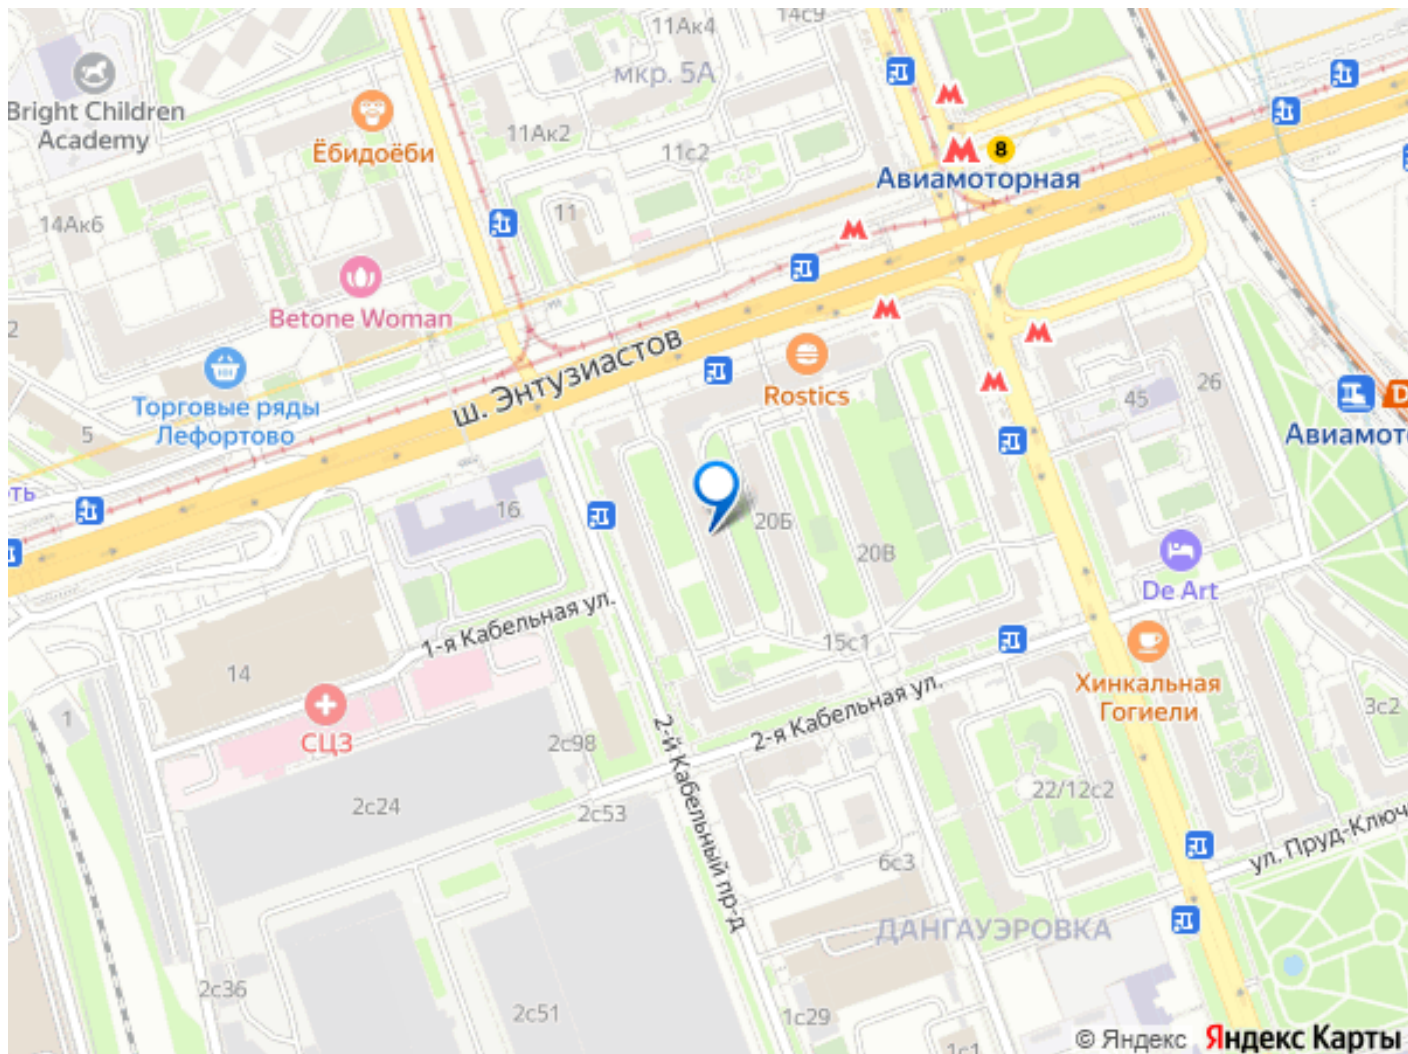 11Ак4
14с9
мкр. 5А
Bright Children
Academy
Ёбидоёби
11Ак2
11с2
8
Авиамоторная
14Ак6
11
Betone Woman
2
ш. Энтузиастов
Торговые ряды
Лефортово
5
Rostics
45
26
D
Авиамот
ть
16
20Б
20В
De Art
1-я Кабельная ул.
15с1
14
Хинкальная
Гогиели
2-я Кабельная ул.
3с2
1
СЦЗ
2с98
2-й Кабельный пр-д
2с24
2с53
22/12с2
ул. Пруд-Ключ
6с3
ДАНГАУЭРОВКА
2с36
2с51
1с29
1с1
© Яндекс Яндекс Карты